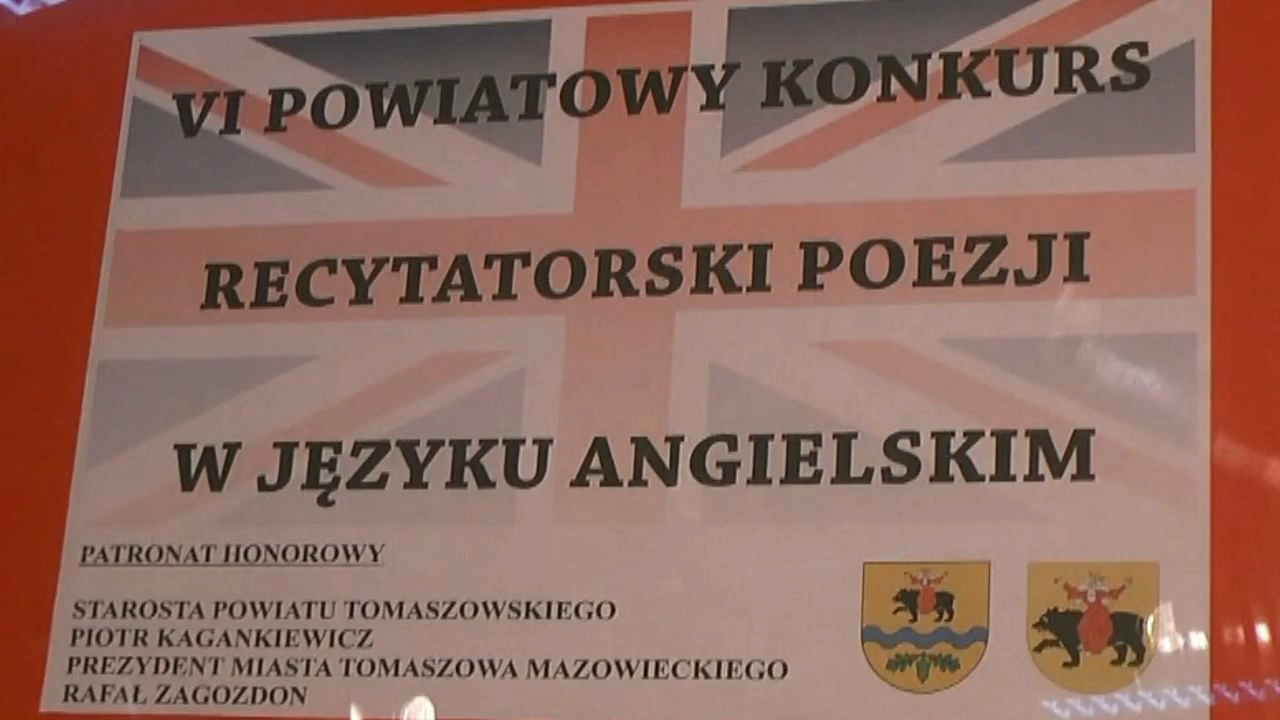 VI POWIATOWY KONKURS
RECYTATORSKI POEZJI
W JĘZYKU ANGIELSKIM
PATRONAT HONOROWY
STAROSTA POWIATU TOMASZOWSKIEGO
PIOTR KAGANKIEWICZ
PREZYDENT MIASTA TOMASZOWA MAZOWIECKIEGO
RAFAŁ ZAGOZDON